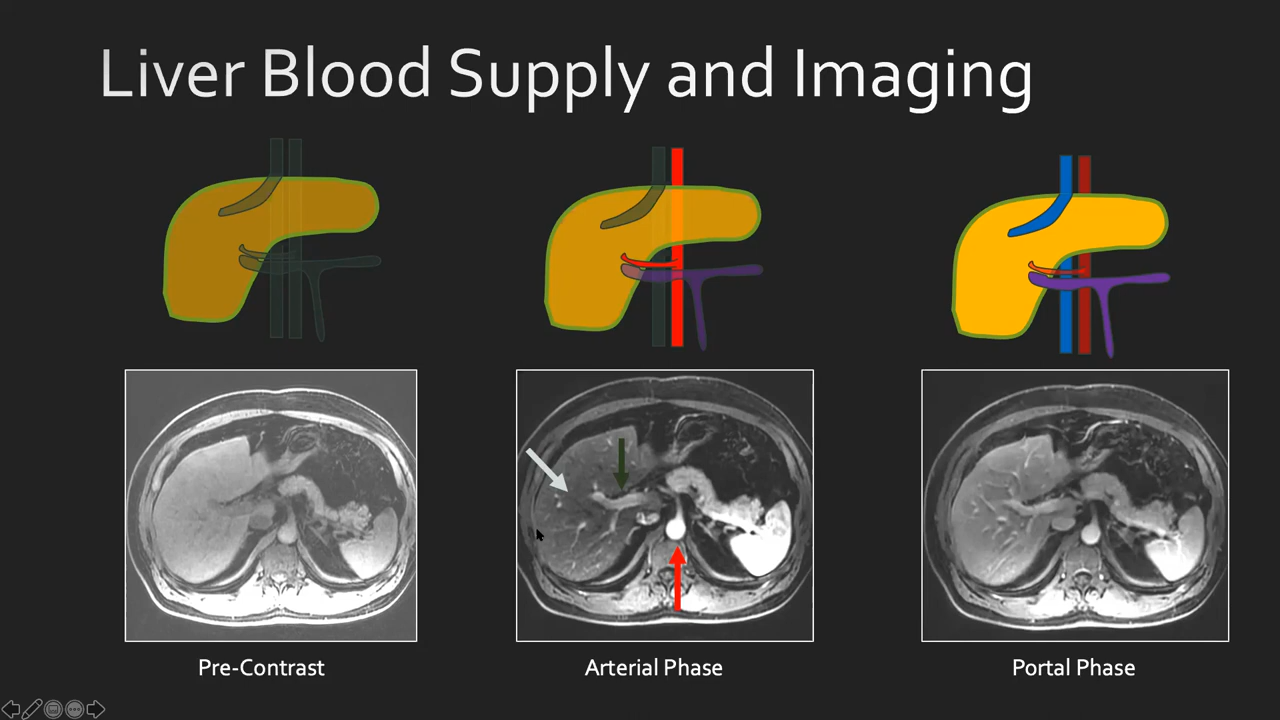 Liver Blood Supply and Imaging
Pre-Contrast
Arterial Phase
Portal Phase